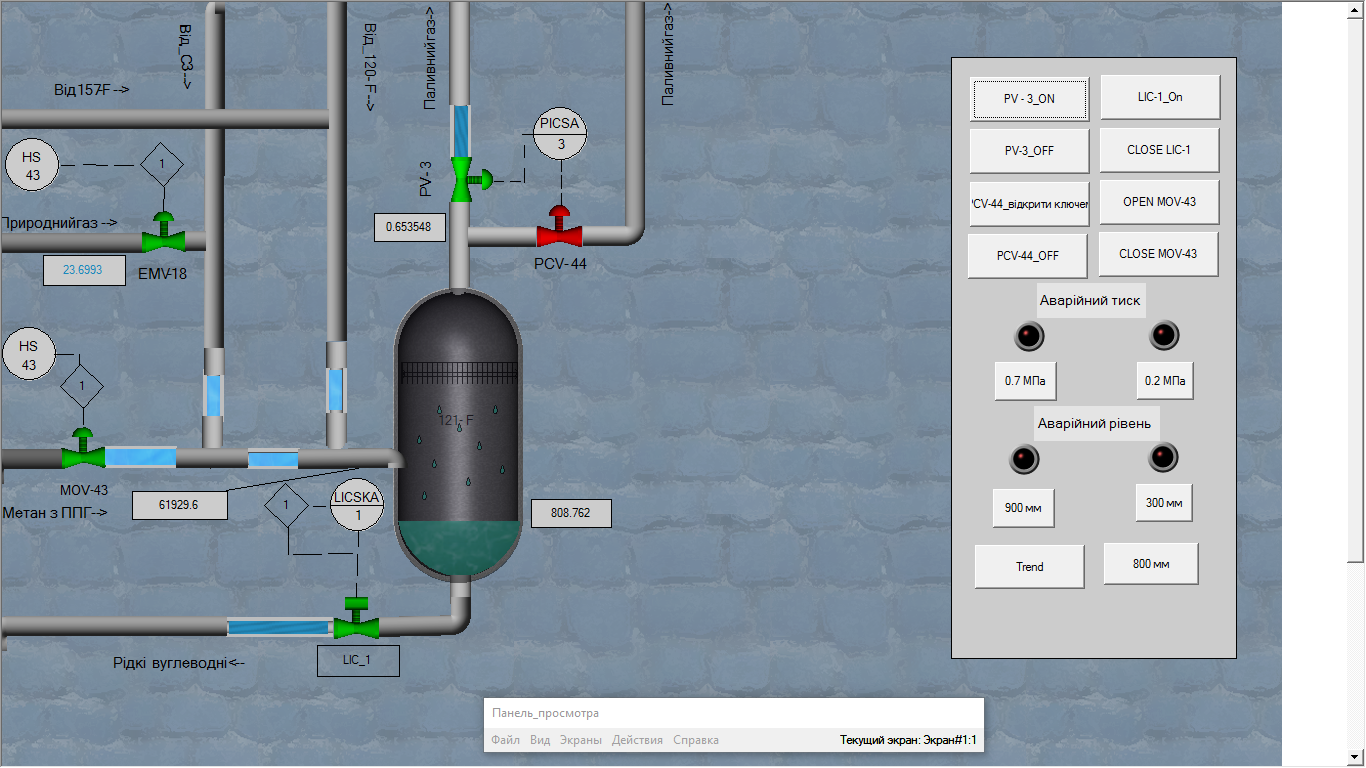 Від_С3-->
Від_120-F-->
Паливнийгаз->
Паливнийгаз->
Від157-F-->
HS
43
1
PICSA
3
PV-3
Природнийгаз -->
0.653548
23.6993
EMV-18
PCV-44
HS
43
1
121-F
MOV-43
61929.6
Метан з ППГ-->
1
LICSKA
1
808.762
Рідкі вуглеводні<--
LIC_1
PV - 3_ON
LIC-1_On
PV-3_OFF
CLOSE LIC-1
CV-44_відкрити ключем
OPEN MOV-43
PCV-44_OFF
CLOSE MOV-43
Аварійний тиск
0.7 МПа
0.2 МПа
Аварійний рівень
900 мм
300 мм
Trend
800 мм
Панель_просмотра
Файл Вид Экраны Действия Справка
Текущий экран: Экран#1:1